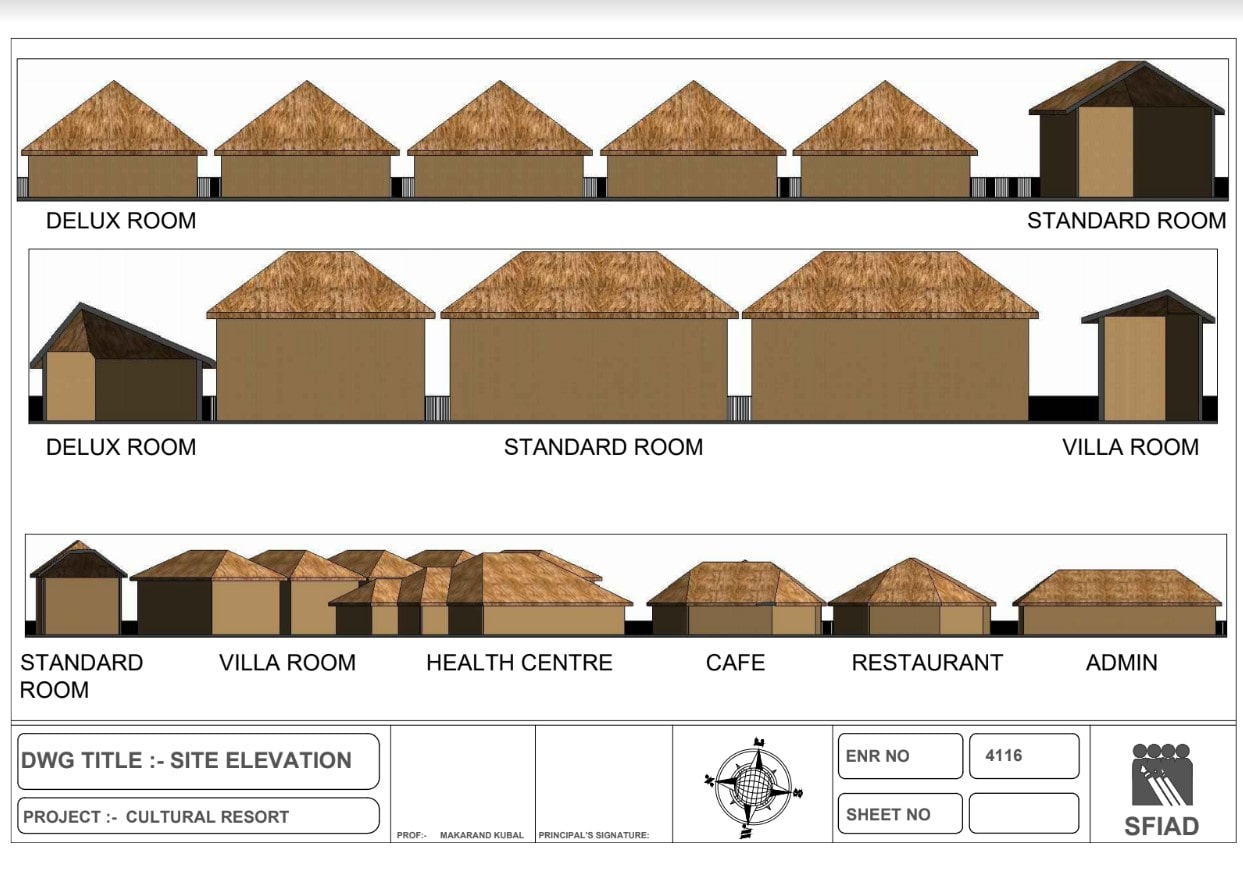 DELUX ROOM
STANDARD ROOM
DELUX ROOM
STANDARD ROOM
VILLA ROOM
STANDARD
ROOM
VILLA ROOM
HEALTH CENTRE
CAFE
RESTAURANT
ADMIN
DWG TITLE :- SITE ELEVATION
PROJECT :- CULTURAL RESORT
PROF:- MAKARAND KUBAL
PRINCIPAL'S SIGNATURE:
ENR NO
4116
SHEET NO
SFIAD